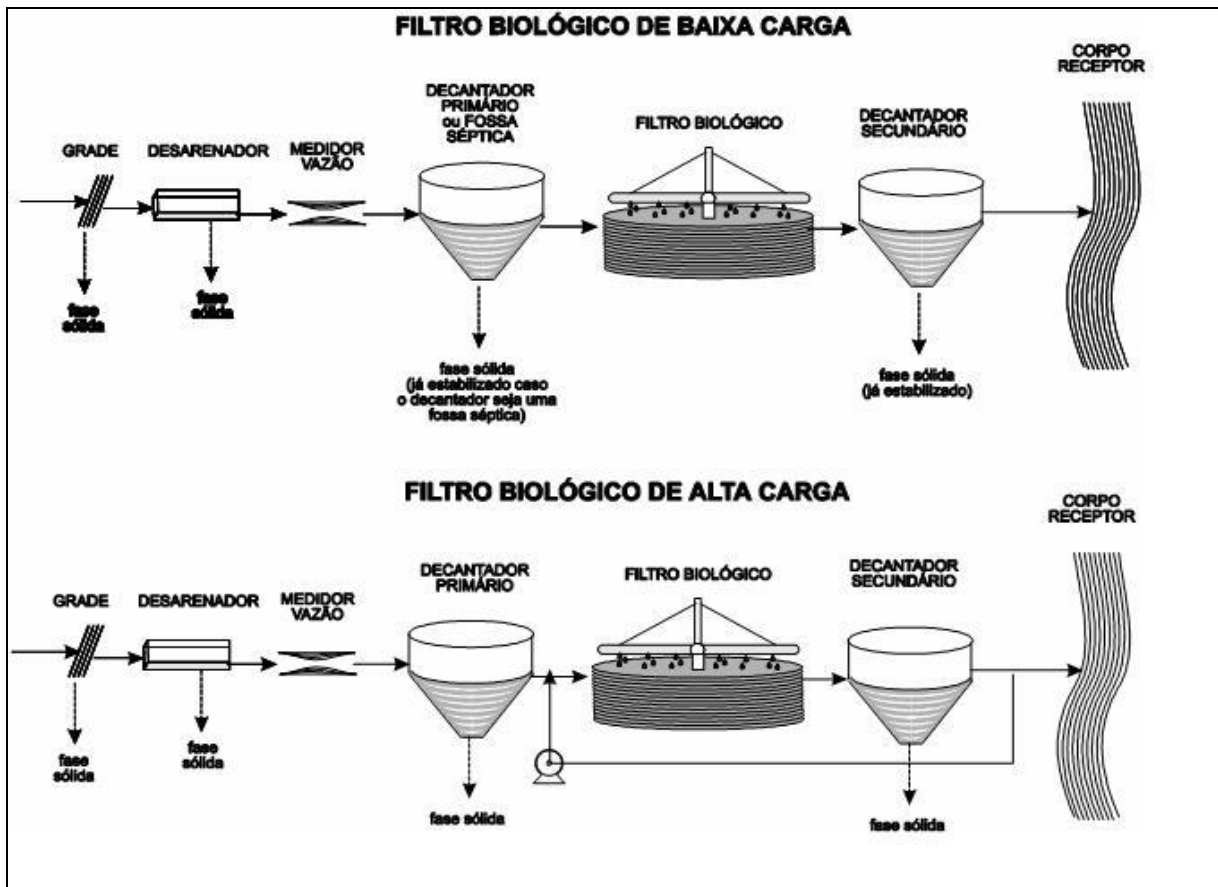 FILTRO BIOLÓGICO DE BAIXA CARGA
CORPO
RECEPTOR
DECANTADOR
PRIMÁRIO
ou FOSSA
SÉPTICA
FILTRO BIOLÓGICO
DECANTADOR
SECUNDÁRIO
GRADE
DESARENADOR
MEDIDOR
VAZÃO
fase
sólida
fase
sólida
fase sólida
(já estabilizado caso
o decantador seja uma
fossa séptica)
fase sólida
(já estabilizado)
FILTRO BIOLÓGICO DE ALTA CARGA
CORPO
RECEPTOR
DECANTADOR
PRIMÁRIO
FILTRO BIOLÓGICO
DECANTADOR
SECUNDÁRIO
GRADE
DESARENADOR
MEDIDOR
VAZÃO
fase
sólida
fase
sólida
fase sólida
fase sólida